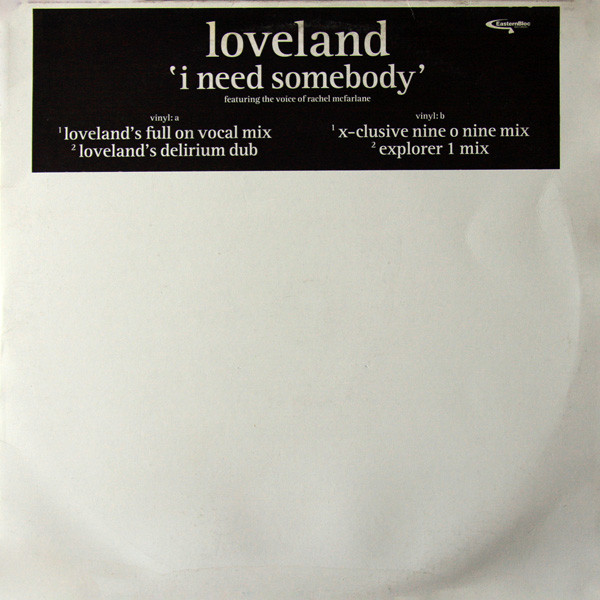 loveland
EasternBloc
‘i need somebody’
featuring the voice of rachel mcfarlane
vinyl: a
1 loveland's full on vocal mix
2 loveland's delirium dub
vinyl: b
1 x-clusive nine o nine mix
2 explorer 1 mix